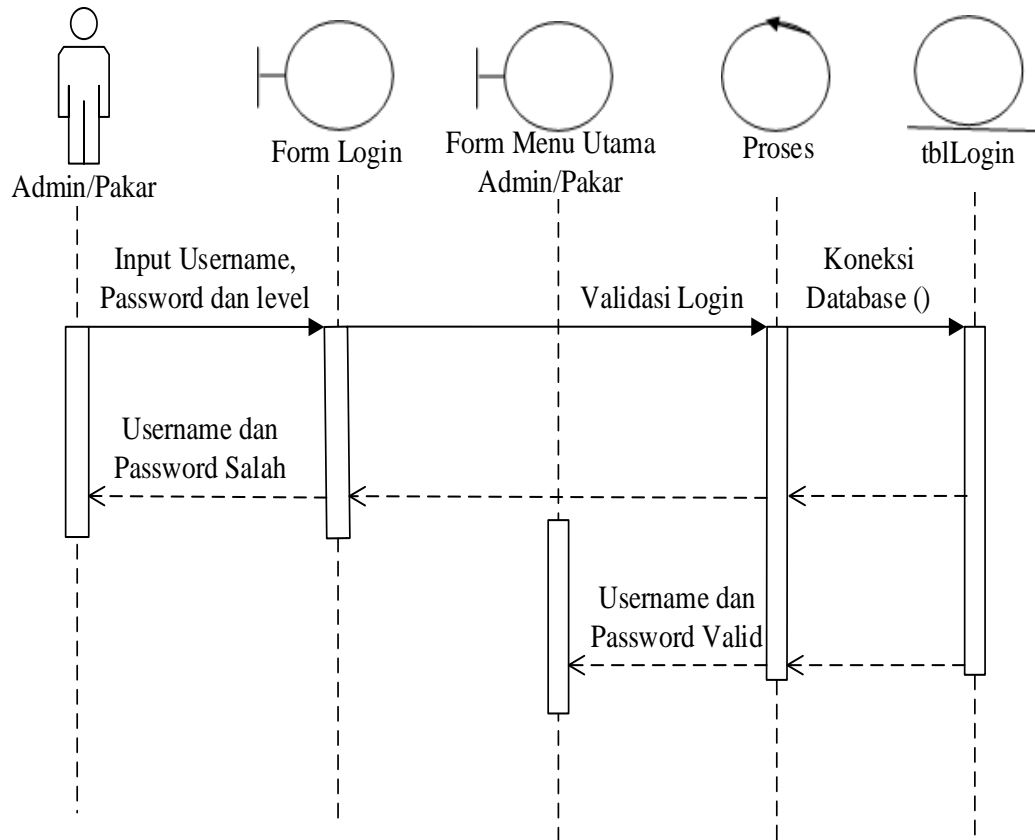 Admin/Pakar
Form Login
Form Menu Utama
Admin/Pakar
Proses
tblLogin
Input Username,
Password dan level
Validasi Login
Koneksi
Database ()
Username dan
Password Salah
Username dan
Password Valid